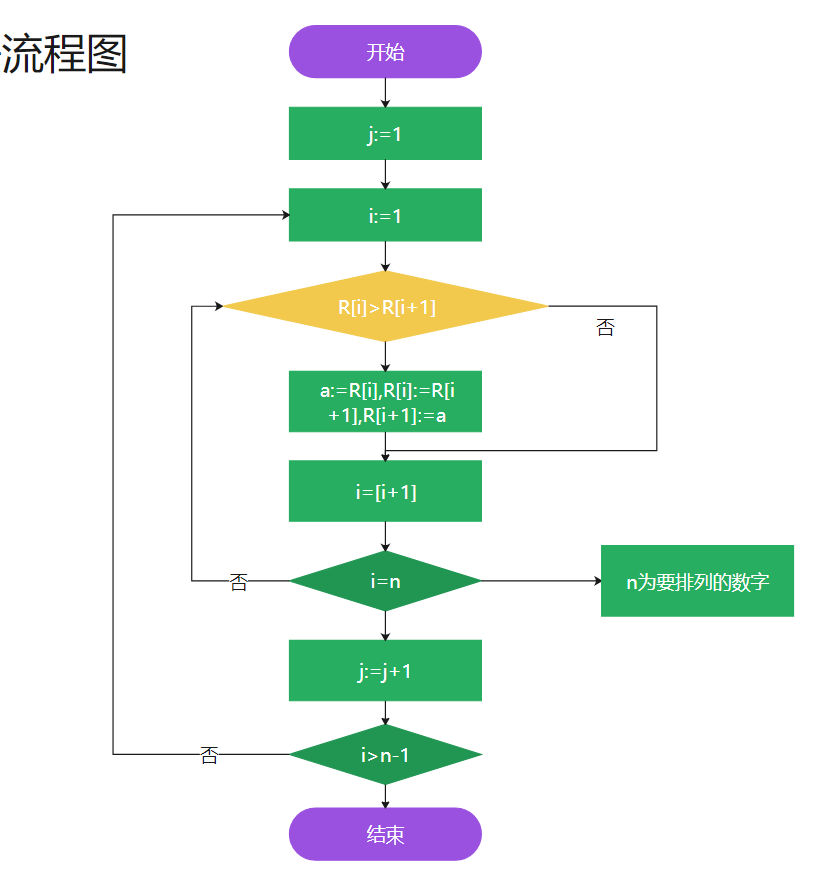 流程图
开始
j:=1
i:=1
R[i]>R[i+1]
否
a:=R[i],R[i]:=R[i
+1],R[i+1]:=a
i=[i+1]
否
i=n
n为要排列的数字
j:=j+1
否
i>n-1
结束